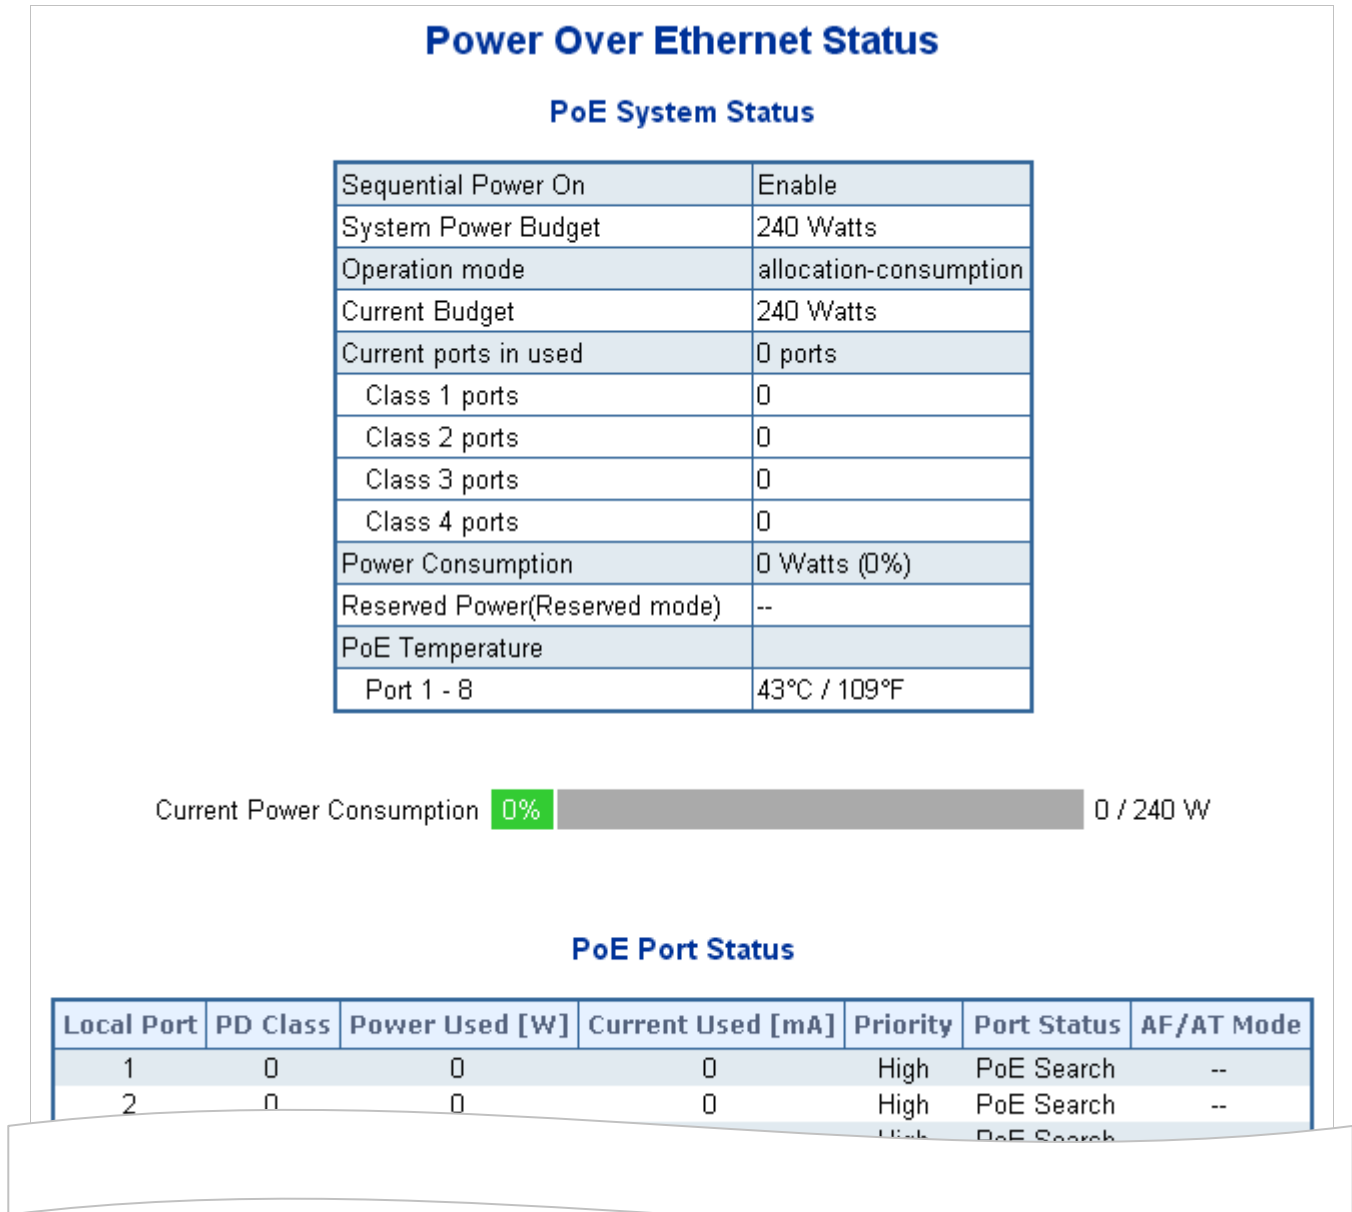 Power Over Ethernet Status
PoE System Status
Sequential Power On Enable
System Power Budget 240 Watts
Operation mode allocation-consumption
Current Budget 240 Watts
Current ports in used 0 ports
Class 1 ports 0
Class 2 ports 0
Class 3 ports 0
Class 4 ports 0
Power Consumption 0 Watts (0%)
Reserved Power(Reserved mode) --
PoE Temperature
Port 1 - 8 43°C / 109°F
Current Power Consumption 0% 0 / 240 W
PoE Port Status
Local Port PD Class Power Used [W] Current Used [mA] Priority Port Status AF/AT Mode
1 0 0 0 High PoE Search --
2 0 0 0 High PoE Search --
High PoE Search